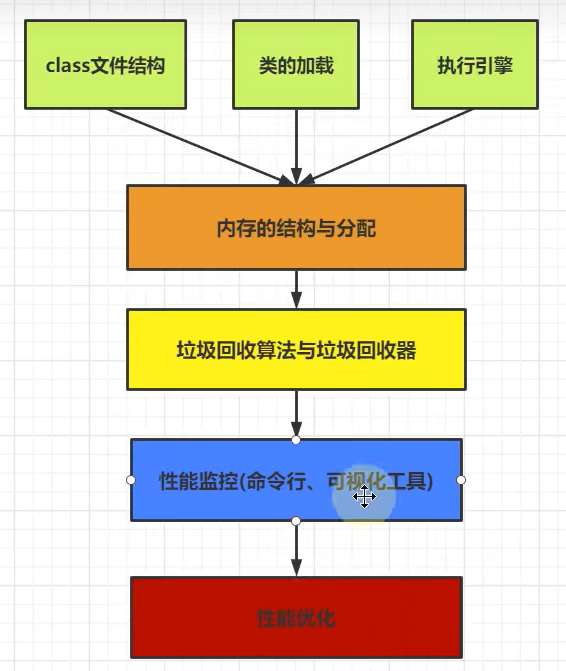 class文件结构
类的加载
执行引擎
内存的结构与分配
垃圾回收算法与垃圾回收器
性能监控(命令行、可视化工具)
性能优化